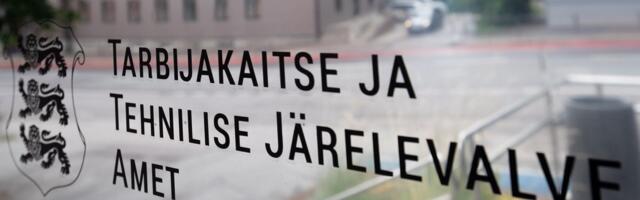 TARBIJAKAITSE JA
TEHNILISE JÄRELEVALVE
AMET